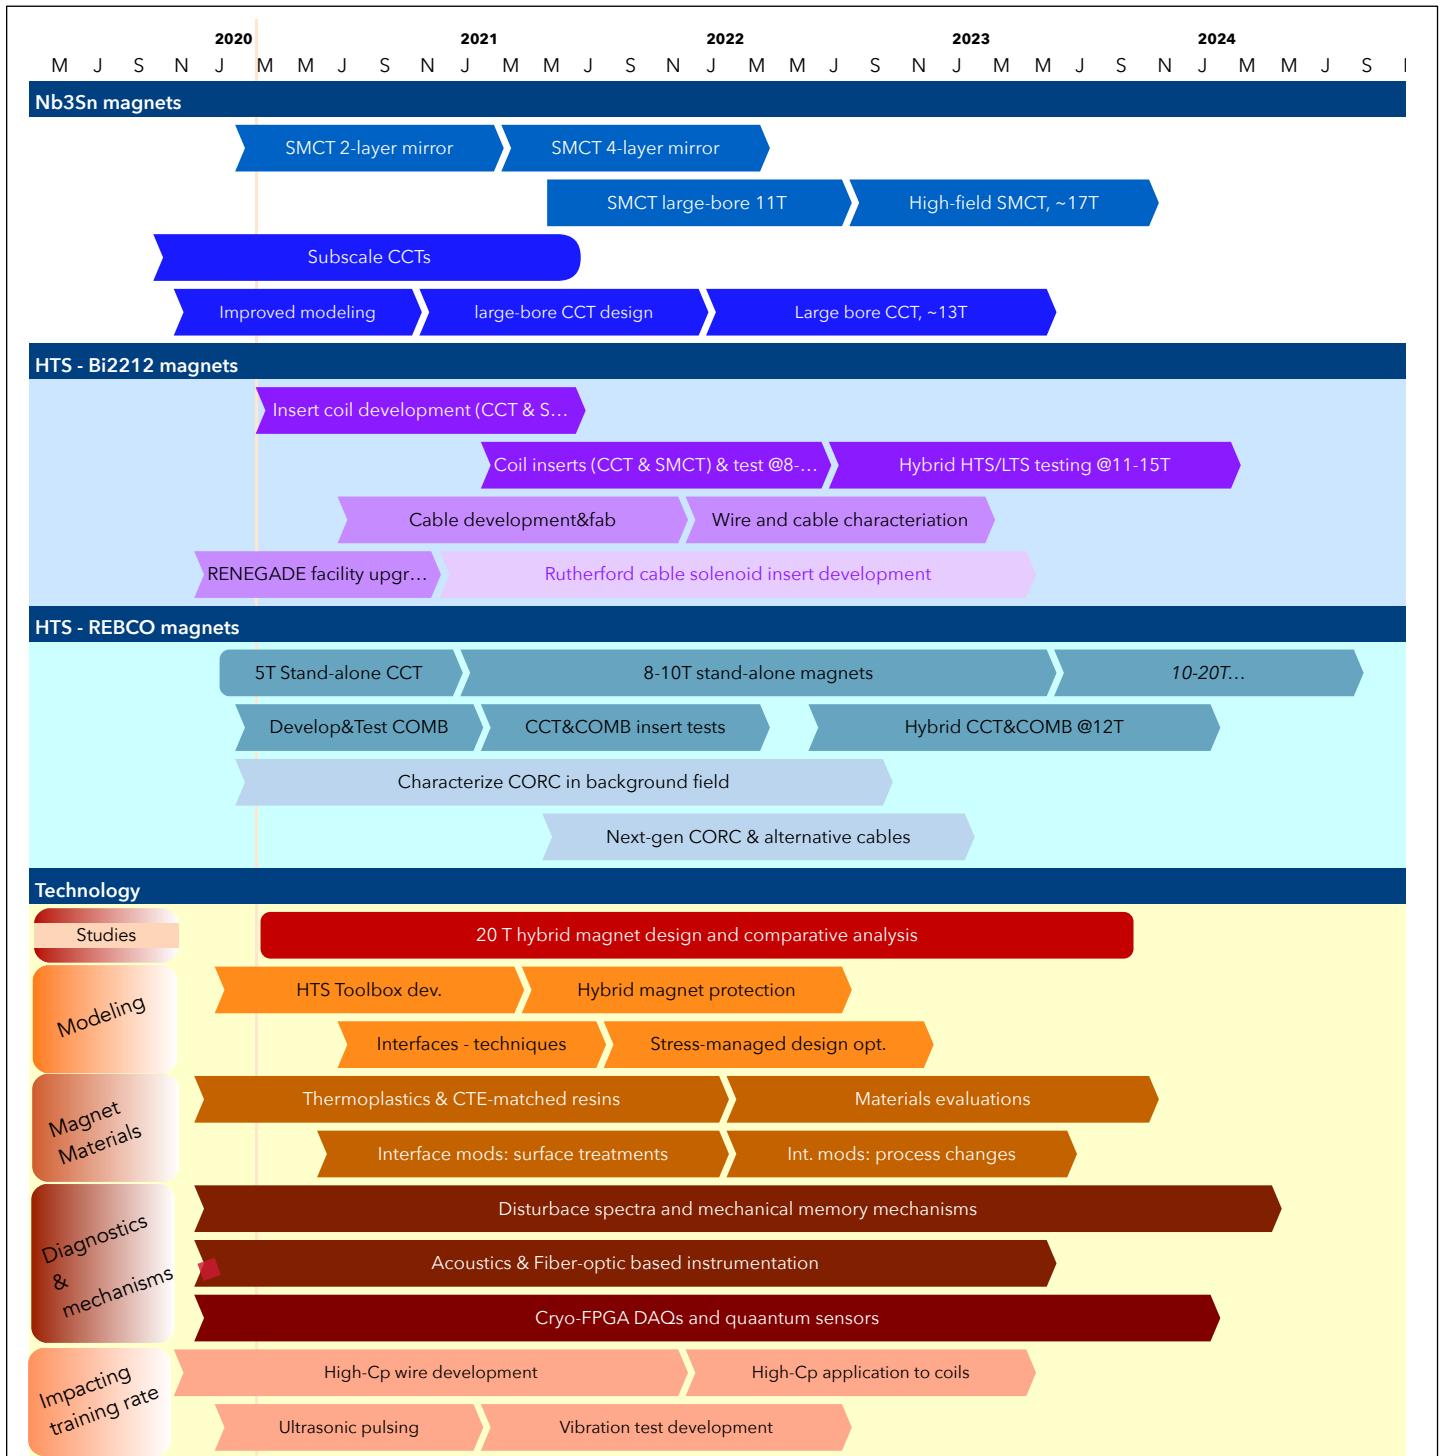 2020 2021 2022 2023 2024
M J S N J M M J S N J M M J S N J M M J S N J M M J S N J M M J S
Nb3Sn magnets
SMCT 2-layer mirror SMCT 4-layer mirror
SMCT large-bore 11T High-field SMCT, ~17T
Subscale CCTs
Improved modeling large-bore CCT design Large bore CCT, ~13T
HTS - Bi2212 magnets
Insert coil development (CCT & S…
Coil inserts (CCT & SMCT) & test @8-… Hybrid HTS/LTS testing @11-15T
Cable development&fab Wire and cable characteriation
RENEGADE facility upgr… Rutherford cable solenoid insert development
HTS - REBCO magnets
5T Stand-alone CCT 8-10T stand-alone magnets 10-20T…
Develop&Test COMB CCT&COMB insert tests Hybrid CCT&COMB @12T
Characterize CORC in background field
Next-gen CORC & alternative cables
Technology
Studies 20 T hybrid magnet design and comparative analysis
Modeling
HTS Toolbox dev. Hybrid magnet protection
Interfaces - techniques Stress-managed design opt.
Magnet
Materials
Thermoplastics & CTE-matched resins Materials evaluations
Interface mods: surface treatments Int. mods: process changes
Diagnostics
&
mechanisms
Disturbace spectra and mechanical memory mechanisms
Acoustics & Fiber-optic based instrumentation
Cryo-FPGA DAQs and quaantum sensors
Impacting
training rate
High-Cp wire development High-Cp application to coils
Ultrasonic pulsing Vibration test development